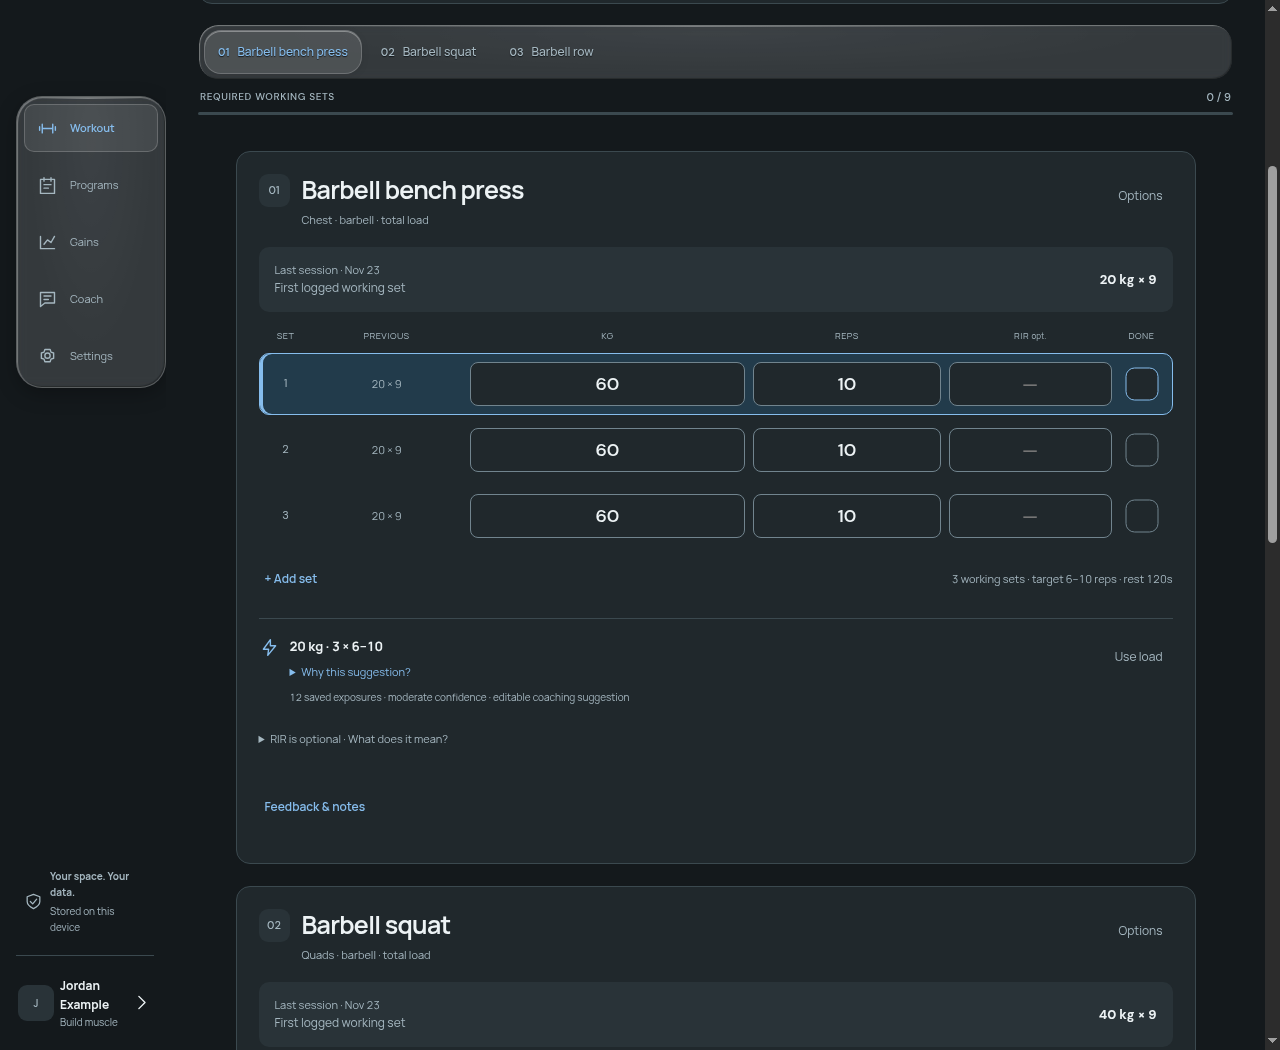 01 Barbell bench press
02 Barbell squat
03 Barbell row
REQUIRED WORKING SETS
0 / 9
Workout
Programs
Gains
Coach
Settings
Your space. Your
data.
Stored on this
device
J
Jordan
Example
Build muscle
01
Barbell bench press
Options
Chest · barbell · total load
Last session · Nov 23
First logged working set
20 kg × 9
SET PREVIOUS KG REPS RIR opt. DONE
1 20 × 9 60 10 —
2 20 × 9 60 10 —
3 20 × 9 60 10 —
+ Add set
3 working sets · target 6–10 reps · rest 120s
20 kg · 3 × 6–10
Use load
Why this suggestion?
12 saved exposures · moderate confidence · editable coaching suggestion
RIR is optional · What does it mean?
Feedback & notes
02
Barbell squat
Options
Quads · barbell · total load
Last session · Nov 23
First logged working set
40 kg × 9